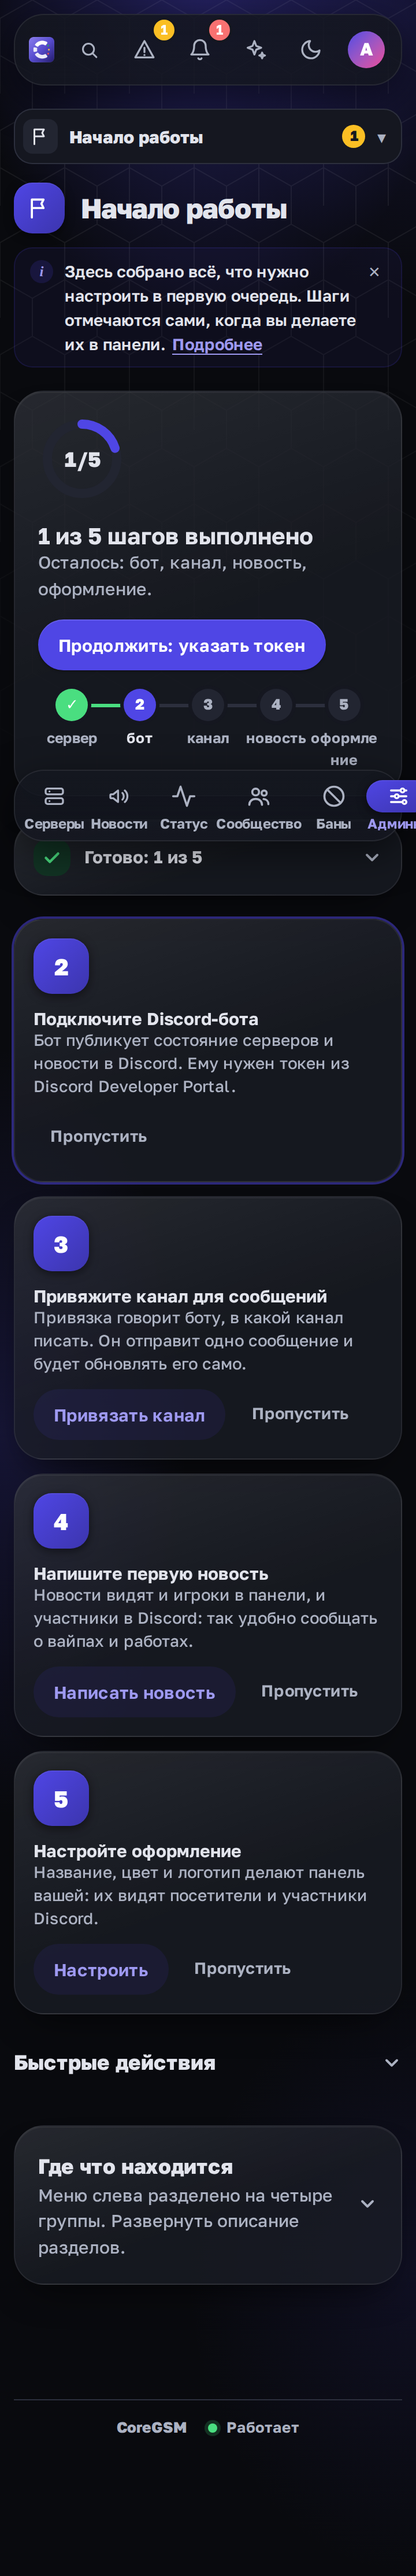 1
1
A
Начало работы
1
Начало работы
Здесь собрано всё, что нужно
настроить в первую очередь. Шаги
отмечаются сами, когда вы делаете
их в панели. Подробнее
1/5
1 из 5 шагов выполнено
Осталось: бот, канал, новость,
оформление.
Продолжить: указать токен
2 3 4 5
сервер бот канал новость оформле
ние
Серверы Новости Статус Сообщество Баны Админ
Готово: 1 из 5
2
Подключите Discord-бота
Бот публикует состояние серверов и
новости в Discord. Ему нужен токен из
Discord Developer Portal.
Пропустить
3
Привяжите канал для сообщений
Привязка говорит боту, в какой канал
писать. Он отправит одно сообщение и
будет обновлять его само.
Привязать канал Пропустить
4
Напишите первую новость
Новости видят и игроки в панели, и
участники в Discord: так удобно сообщать
о вайпах и работах.
Написать новость Пропустить
5
Настройте оформление
Название, цвет и логотип делают панель
вашей: их видят посетители и участники
Discord.
Настроить Пропустить
Быстрые действия
Где что находится
Меню слева разделено на четыре
группы. Развернуть описание
разделов.
CoreGSM Работает